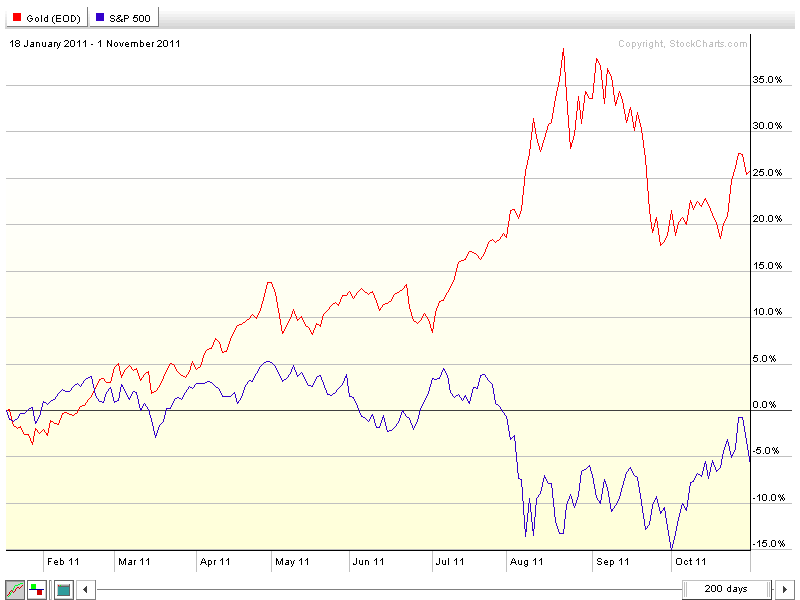 Gold (EOD) S&P 500
18 January 2011 - 1 November 2011 Copyright, StockCharts.com
35.0%
30.0%
25.0%
20.0%
15.0%
10.0%
5.0%
0.0%
-5.0%
-10.0%
-15.0%
Feb 11 Mar 11 Apr 11 May 11 Jun 11 Jul 11 Aug 11 Sep 11 Oct 11
200 days